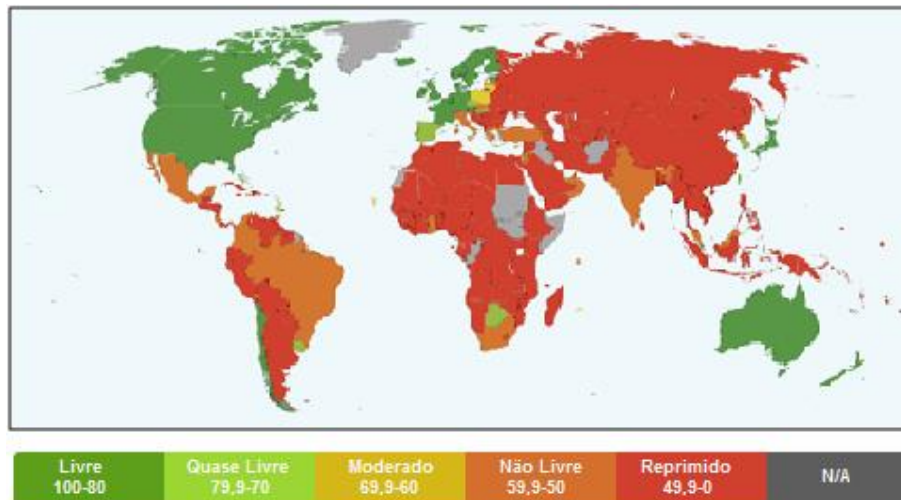 Livre
100-80
Quase Livre
79,9-70
Moderado
69,9-60
Não Livre
59,9-50
Reprimido
49,9-0
N/A